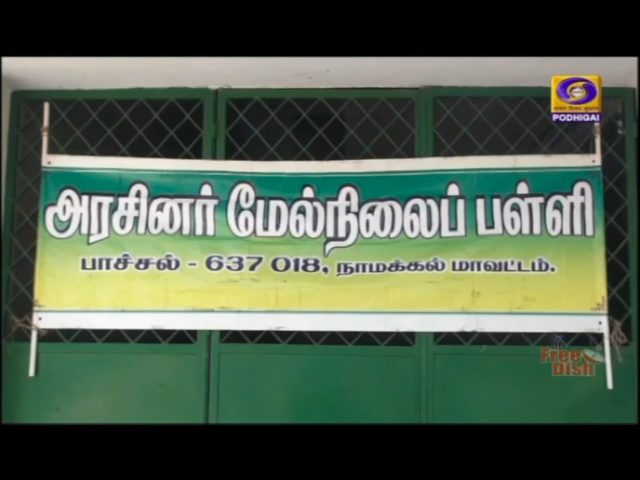 PODHIGAI
அரசினர் மேல்நிலைப் பள்ளி
பாச்சல் - 637 018, நாமக்கல் மாவட்டம்.
Free
Dish